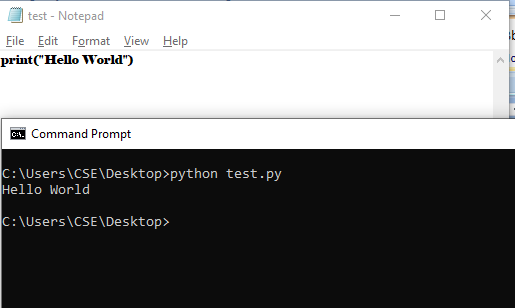 test - Notepad
File Edit Format View Help
print("Hello World")
Command Prompt
C:\Users\CSE\Desktop>python test.py
Hello World
C:\Users\CSE\Desktop>